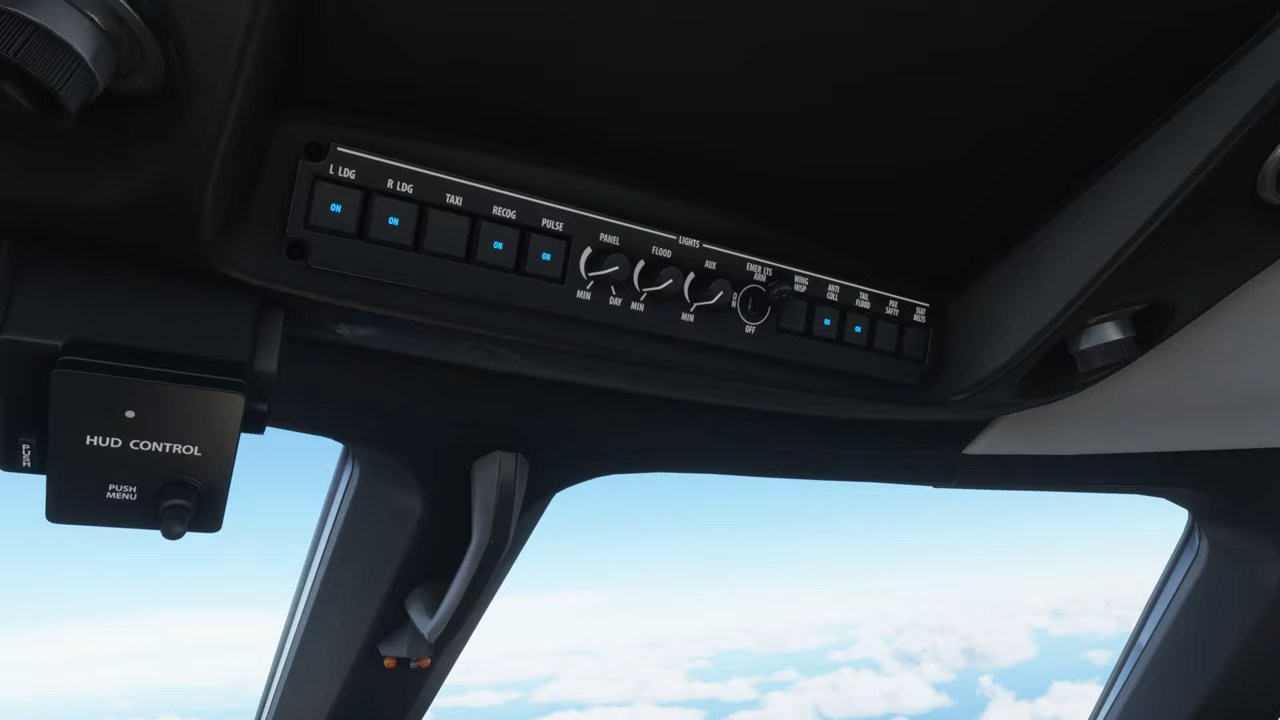 L LDG
R LDG
TAXI
RECOG
PULSE
ON
ON
ON
ON
LIGHTS
PANEL
FLOOD
AUX
EMER LTS
ARM
ON
OFF
MIN
DAY
MIN
MIN
WING
INSP
ANTI
COLL
TAIL
FLOOD
PAX
SAFTY
SEAT
BELTS
ON
ON
HUD CONTROL
PUSH
MENU
PUSH